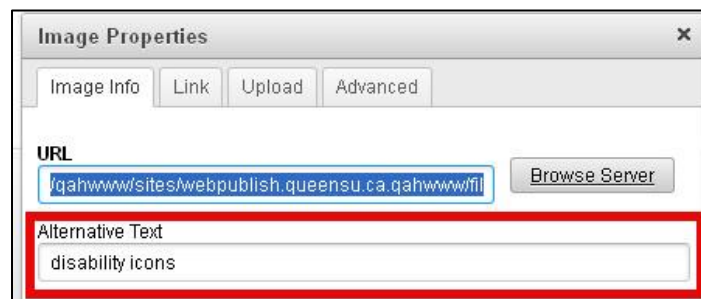 Image Properties ×
Image Info Link Upload Advanced
URL
/qahwww/sites/webpublish.queensu.ca.qahwww/fil Browse Server
Alternative Text
disability icons